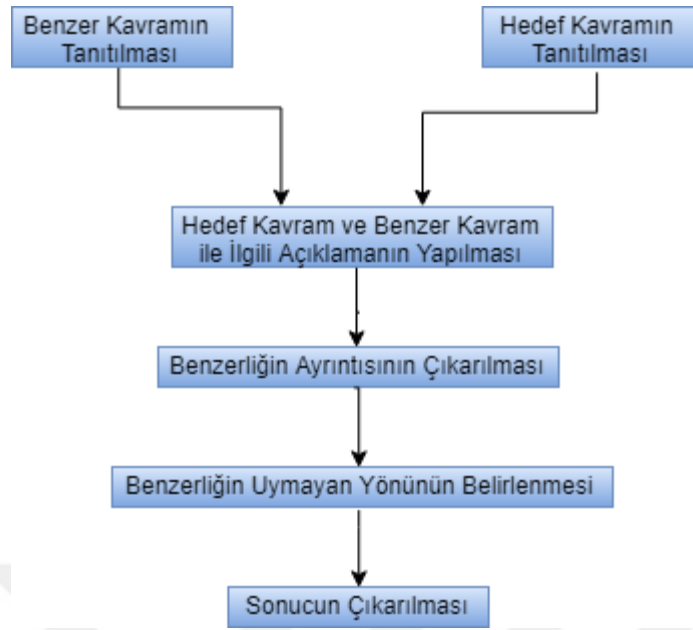 Benzer Kavramın
Tanıtılması
Hedef Kavramın
Tanıtılması
Hedef Kavram ve Benzer Kavram
ile İlgili Açıklamanın Yapılması
Benzerliğin Ayrıntısının Çıkarılması
Benzerliğin Uymayan Yönünün Belirlenmesi
Sonucun Çıkarılması